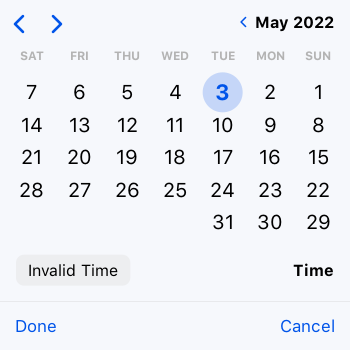 May 2022
SAT FRI THU WED TUE MON SUN
7 6 5 4 3 2 1
14 13 12 11 10 9 8
21 20 19 18 17 16 15
28 27 26 25 24 23 22
31 30 29
Invalid Time Time
Done Cancel